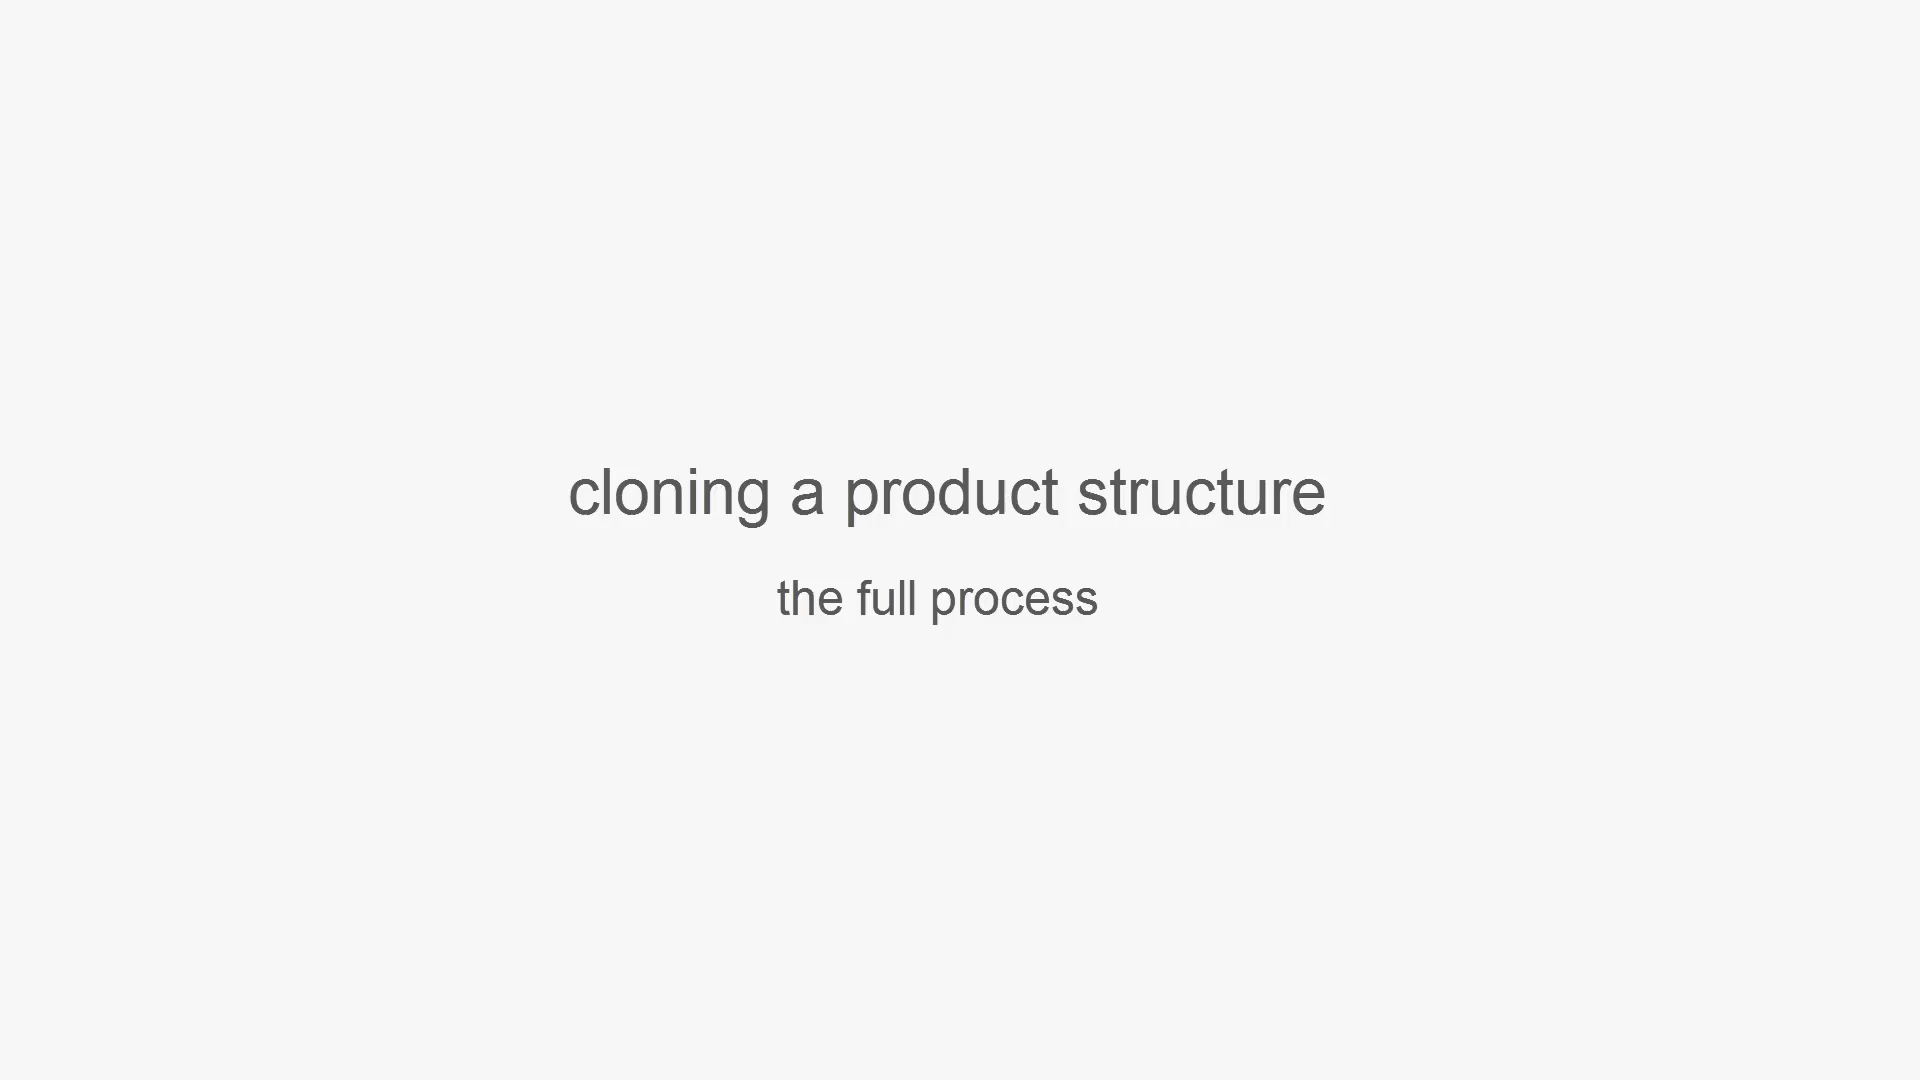 cloning a product structure
the full process